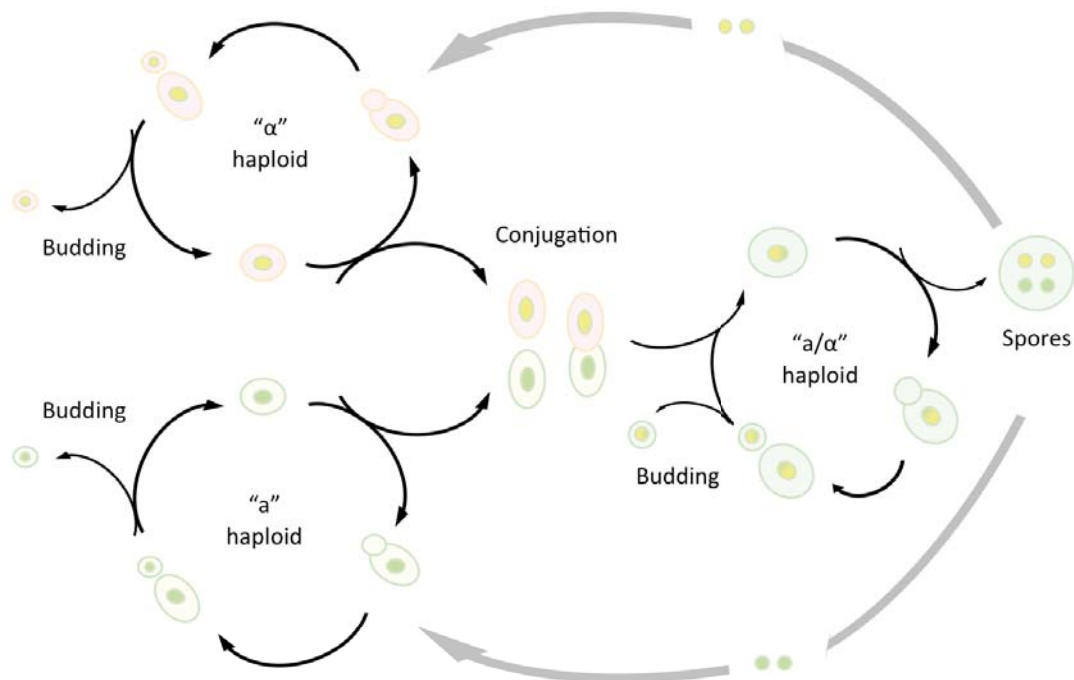 “α”
haploid
Budding
Conjugation
“a/α”
haploid
Spores
Budding
Budding
“a”
haploid